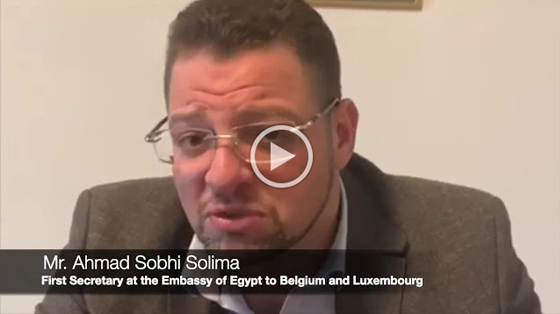 Mr. Ahmad Sobhi Solima
First Secretary at the Embassy of Egypt to Belgium and Luxembourg